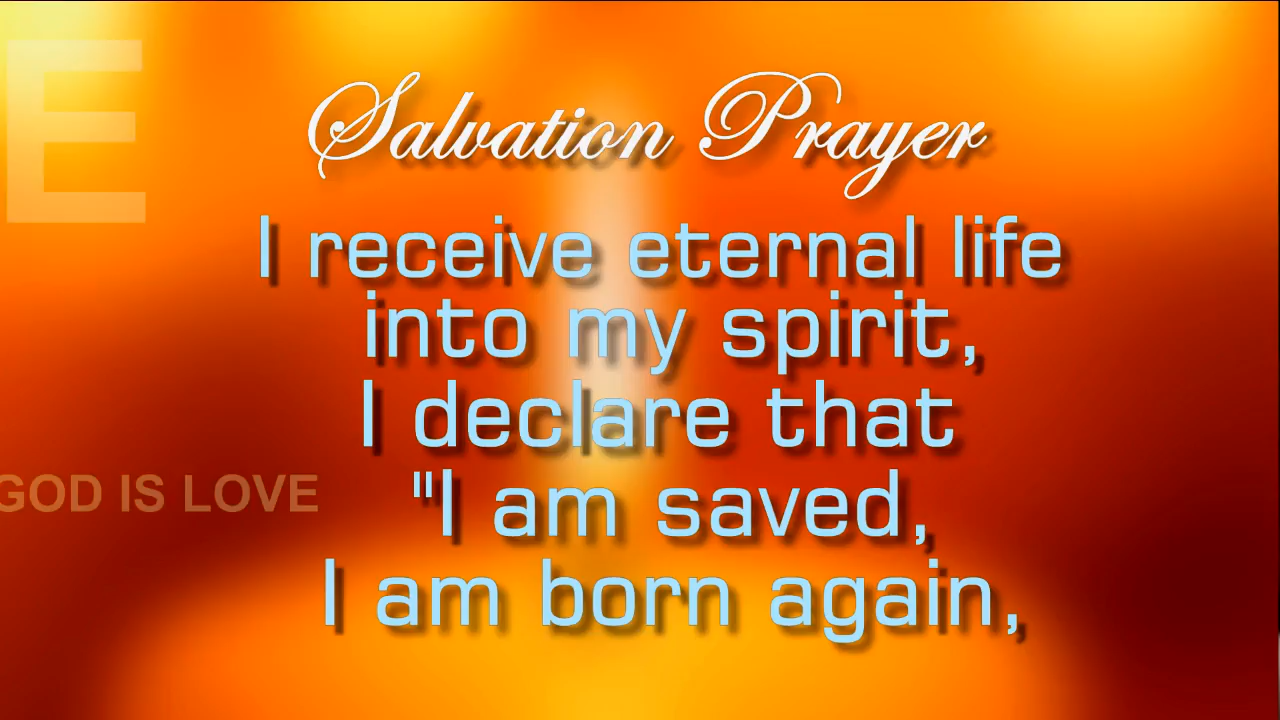 E
Salvation Prayer
I receive eternal life
into my spirit,
I declare that
GOD IS LOVE
"I am saved,
I am born again,